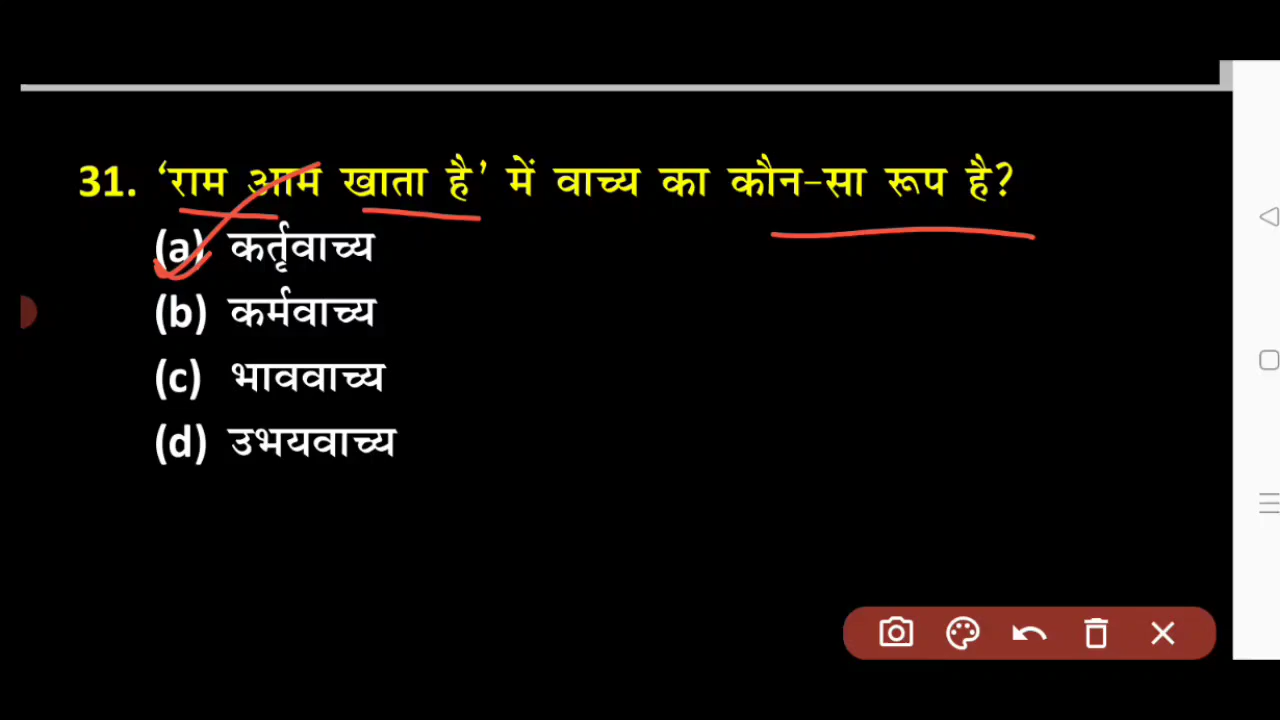 31. ‘राम आम खाता है’ में वाच्य का कौन-सा रूप है?
(a) कर्तृवाच्य
(b) कर्मवाच्य
(c) भाववाच्य
(d) उभयवाच्य